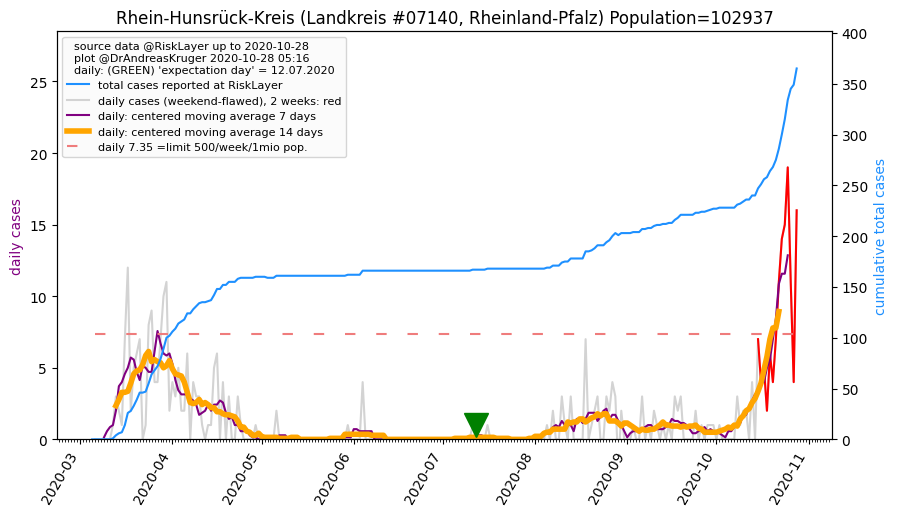 Rhein-Hunsrück-Kreis (Landkreis #07140, Rheinland-Pfalz) Population=102937
source data @RiskLayer up to 2020-10-28
plot @DrAndreasKruger 2020-10-28 05:16
daily: (GREEN) 'expectation day' = 12.07.2020
total cases reported at RiskLayer
daily cases (weekend-flawed), 2 weeks: red
daily: centered moving average 7 days
daily: centered moving average 14 days
daily 7.35 =limit 500/week/1mio pop.
daily cases
0
5
10
15
20
25
cumulative total cases
0
50
100
150
200
250
300
350
400
2020-03
2020-04
2020-05
2020-06
2020-07
2020-08
2020-09
2020-10
2020-11